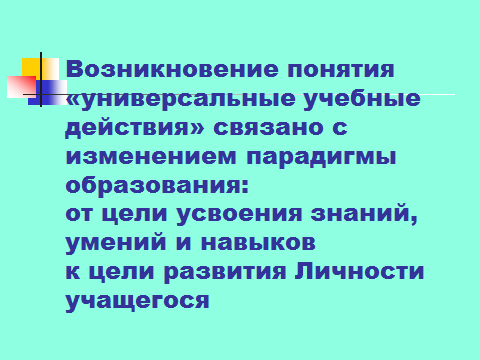 Возникновение понятия
«универсальные учебные
действия» связано с
изменением парадигмы
образования:
от цели усвоения знаний,
умений и навыков
к цели развития Личности
учащегося